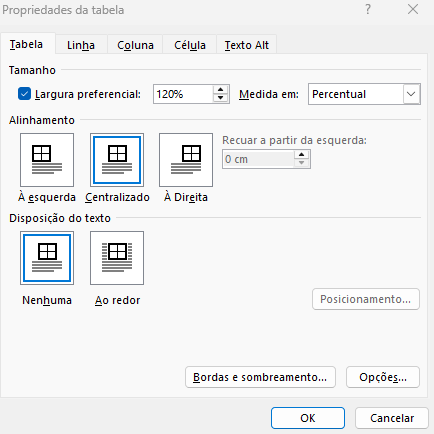 Propriedades da tabela ?
Tabela Linha Coluna Célula Texto Alt
Tamanho
Largura preferencial: 120% Medida em: Percentual
Alinhamento
Recuar a partir da esquerda:
0 cm
À esquerda Centralizado À Direita
Disposição do texto
Nenhuma Ao redor
Posicionamento...
Bordas e sombreamento... Opções...
OK Cancelar